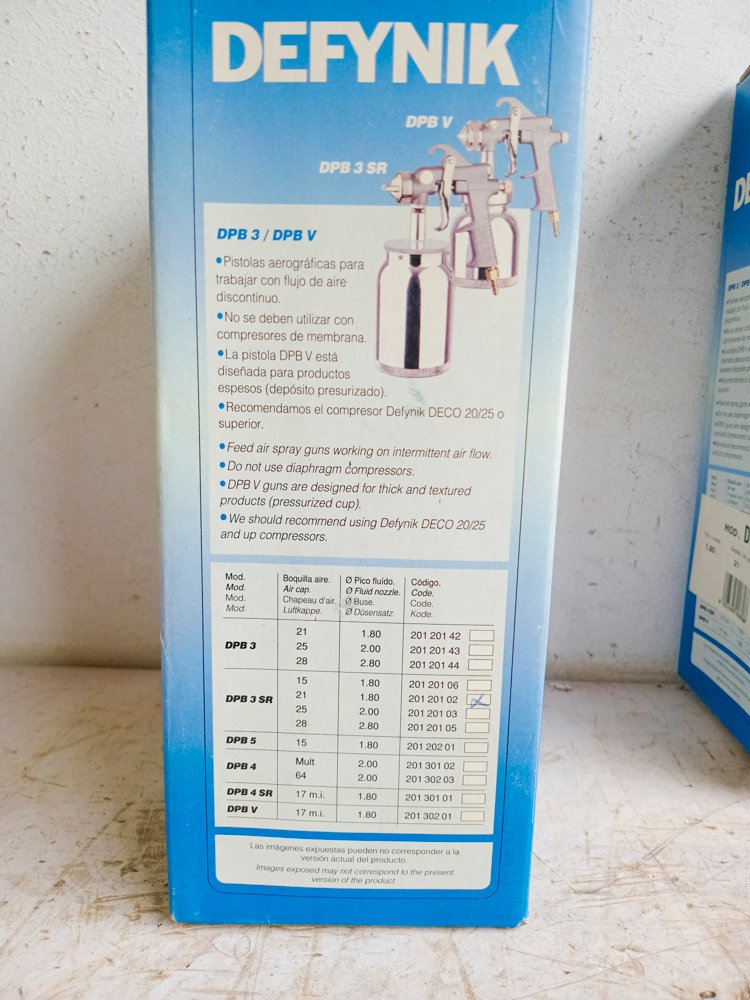 DEFYNIK
DPB V
DPB 3 SR
DPB 3 / DPB V
•Pistolas aerográficas para
trabajar con flujo de aire
discontínuo.
•No se deben utilizar con
compresores de membrana.
•La pistola DPB V está
diseñada para productos
espesos (depósito presurizado).
•Recomendamos el compresor Defynik DECO 20/25 o
superior.
•Feed air spray guns working on intermittent air flow.
•Do not use diaphragm compressors.
•DPB V guns are designed for thick and textured
products (pressurized cup).
•We should recommend using Defynik DECO 20/25
and up compressors.
Mod. Boquilla aire. Ø Pico fluído. Código.
Mod. Air cap. Ø Fluid nozzle. Code.
Mod. Chapeau d'air. Ø Buse. Code.
Mod. Luftkappe. Ø Düsensatz. Kode.
DPB 3
21 1.80 201 201 42
25 2.00 201 201 43
28 2.80 201 201 44
DPB 3 SR
15 1.80 201 201 06
21 1.80 201 201 02 X
25 2.00 201 201 03
28 2.80 201 201 05
DPB 5 15 1.80 201 202 01
DPB 4
Mult 2.00 201 301 02
64 2.00 201 302 03
DPB 4 SR 17 m.i. 1.80 201 301 01
DPB V 17 m.i. 1.80 201 302 01
Las imágenes expuestas pueden no corresponder a la
versión actual del producto.
Images exposed may not correspond to the present
version of the product.
DE
DPB 3 / DPB
MOD. D
21